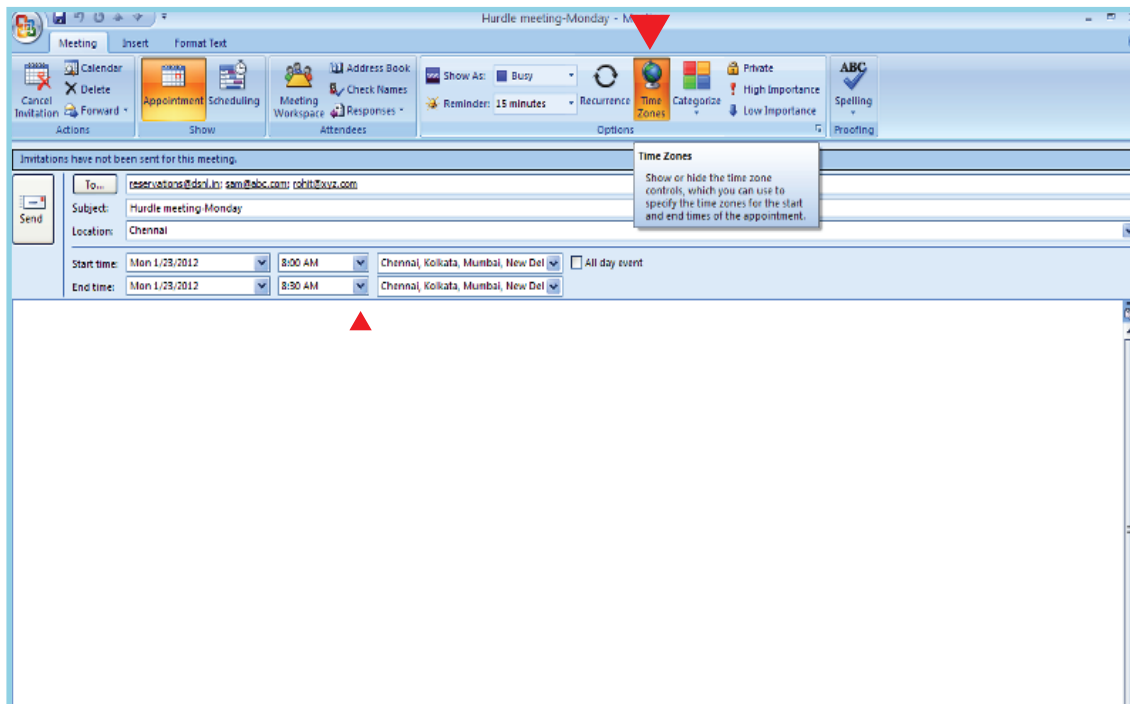 Hurdle meeting-Monday - M
Meeting Insert Format Text
Cancel Invitation
Calendar
Delete
Forward
Actions
Appointment Scheduling
Show
Meeting Workspace
Address Book
Check Names
Responses
Attendees
Show As: Busy
Reminder: 15 minutes
Recurrence
Time Zones
Categorize
Private
High Importance
Low Importance
Options
ABC
Spelling
Proofing
Invitations have not been sent for this meeting.
Time Zones
Show or hide the time zone
controls, which you can use to
specify the time zones for the start
and end times of the appointment.
Send
To... reservations@dsnl.in; sam@abc.com; rohit@xyz.com
Subject: Hurdle meeting-Monday
Location: Chennai
Start time: Mon 1/23/2012 8:00 AM Chennai, Kolkata, Mumbai, New Del All day event
End time: Mon 1/23/2012 8:30 AM Chennai, Kolkata, Mumbai, New Del